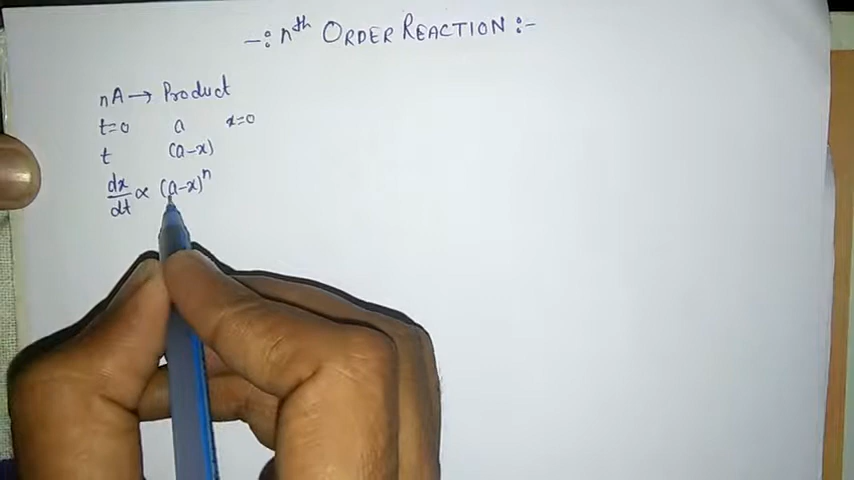 -: nth ORDER REACTION :-
nA → Product
t=0 a x=0
t (a-x)
dx/dt ∝ (a-x)^n